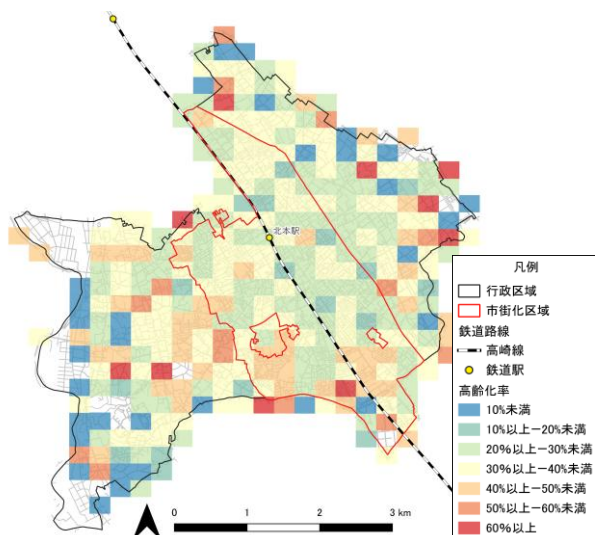 北本駅
凡例
行政区域
市街化区域
鉄道路線
高崎線
鉄道駅
高齢化率
10%未満
10%以上－20%未満
20%以上－30%未満
30%以上－40%未満
40%以上－50%未満
50%以上－60%未満
60%以上
0 1 2 3 km